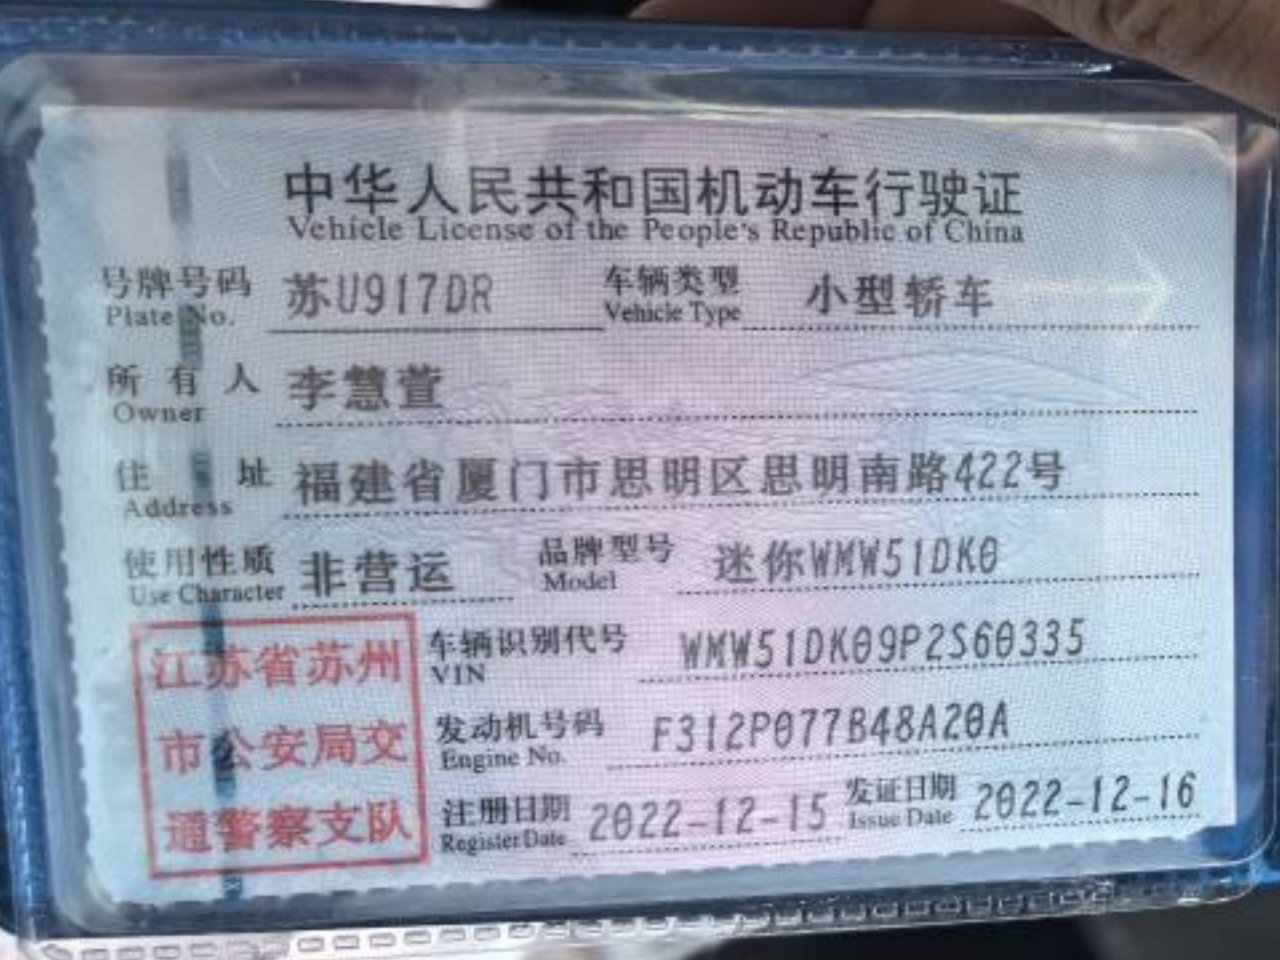 中华人民共和国机动车行驶证
Vehicle License of the People's Republic of China
号牌号码 苏U917DR 车辆类型 小型轿车
Plate No. Vehicle Type
所有人 李慧萱
Owner
住址 福建省厦门市思明区思明南路422号
Address
使用性质 非营运 品牌型号 迷你WMW51DK0
Use Character Model
江苏省苏州
市公安局交
通警察支队
车辆识别代号 WMW51DK09P2S60335
VIN
发动机号码 F312P077B48A20A
Engine No.
注册日期 2022-12-15 发证日期 2022-12-16
Register Date Issue Date